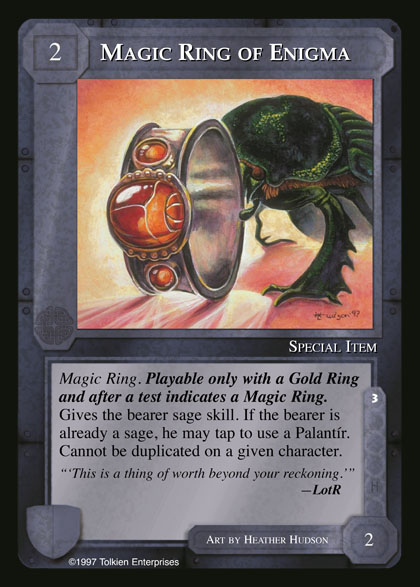 2
MAGIC RING OF ENIGMA
SPECIAL ITEM
Magic Ring. Playable only with a Gold Ring
and after a test indicates a Magic Ring.
Gives the bearer sage skill. If the bearer is
already a sage, he may tap to use a Palantír.
Cannot be duplicated on a given character.
“‘This is a thing of worth beyond your reckoning.’”
—LotR
3
H
ART BY HEATHER HUDSON
2
©1997 Tolkien Enterprises